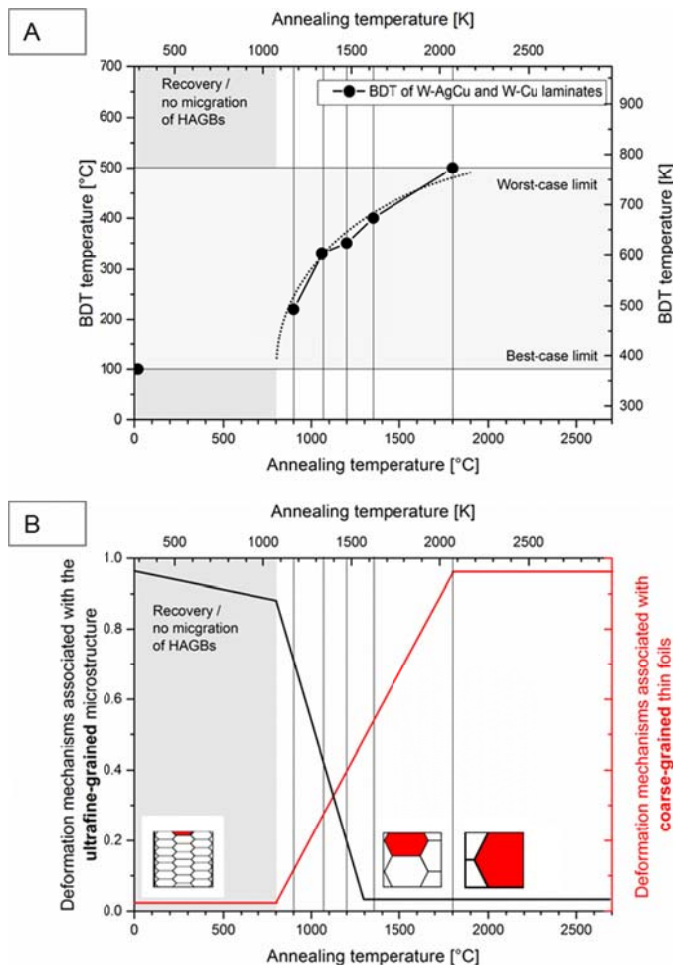 A
Annealing temperature [K]
500 1000 1500 2000 2500
700
600
500
400
300
200
100
0
BDT temperature [°C]
Recovery /
no micgration
of HAGBs
BDT of W-AgCu and W-Cu laminates
Worst-case limit
Best-case limit
900
800
700
600
500
400
300
BDT temperature [K]
0 500 1000 1500 2000 2500
Annealing temperature [°C]
B
Annealing temperature [K]
500 1000 1500 2000 2500
1.0
0.8
0.6
0.4
0.2
0.0
Deformation mechanisms associated with the
ultrafine-grained microstructure
Recovery /
no micgration
of HAGBs
Deformation mechanisms associated with
coarse-grained thin foils
0 500 1000 1500 2000 2500
Annealing temperature [°C]